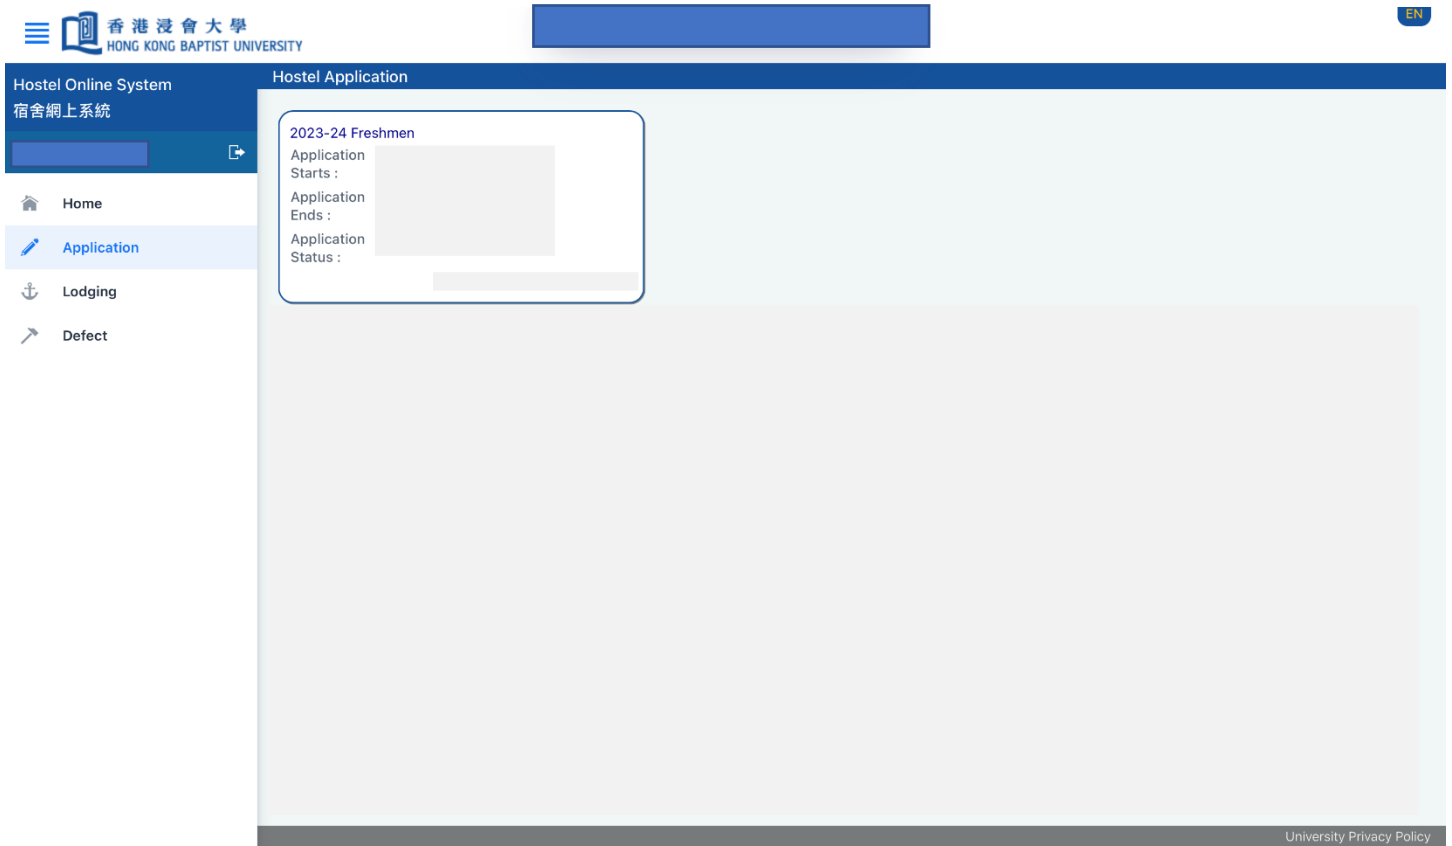 香港浸會大學
HONG KONG BAPTIST UNIVERSITY
EN
Hostel Online System
宿舍網上系統
Home
Application
Lodging
Defect
Hostel Application
2023-24 Freshmen
Application
Starts :
Application
Ends :
Application
Status :
University Privacy Policy